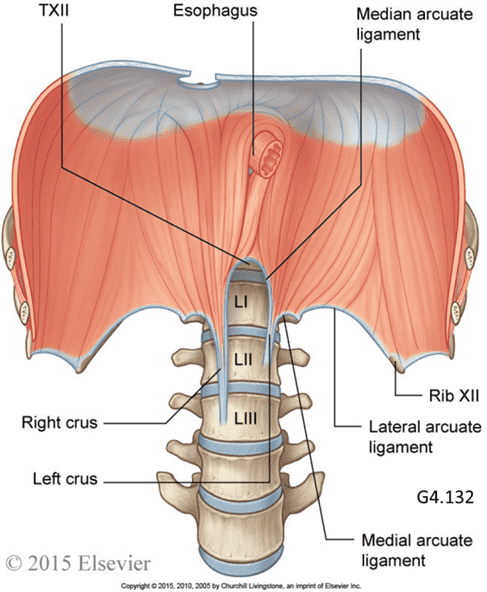 TXII
Esophagus
Median arcuate
ligament
LI
LII
LIII
Right crus
Left crus
Rib XII
Lateral arcuate
ligament
G4.132
Medial arcuate
ligament
© 2015 Elsevier
Copyright © 2015, 2010, 2005 by Churchill Livingstone, an imprint of Elsevier Inc.